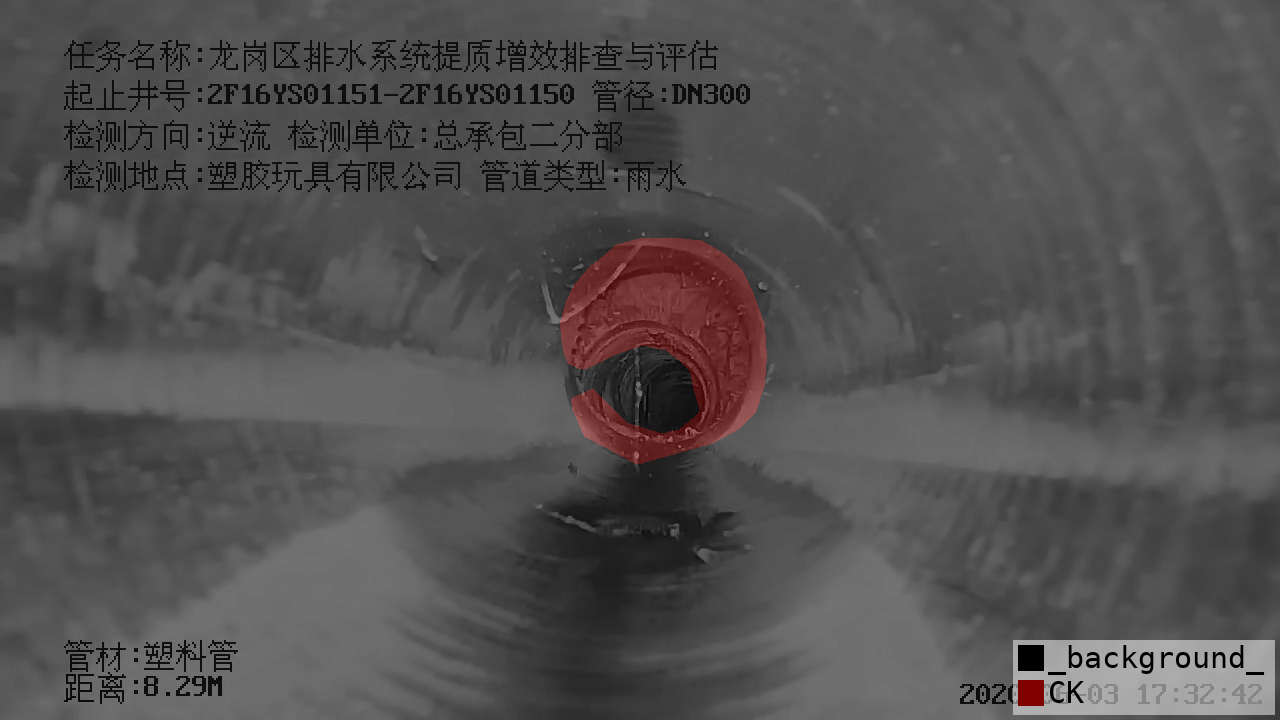 任务名称:龙岗区排水系统提质增效排查与评估
起止井号:2F16YS01151-2F16YS01150 管径:DN300
检测方向:逆流 检测单位:总承包二分部
检测地点:塑胶玩具有限公司 管道类型:雨水
管材:塑料管
距离:8.29M
_background_
CK
17:32:42